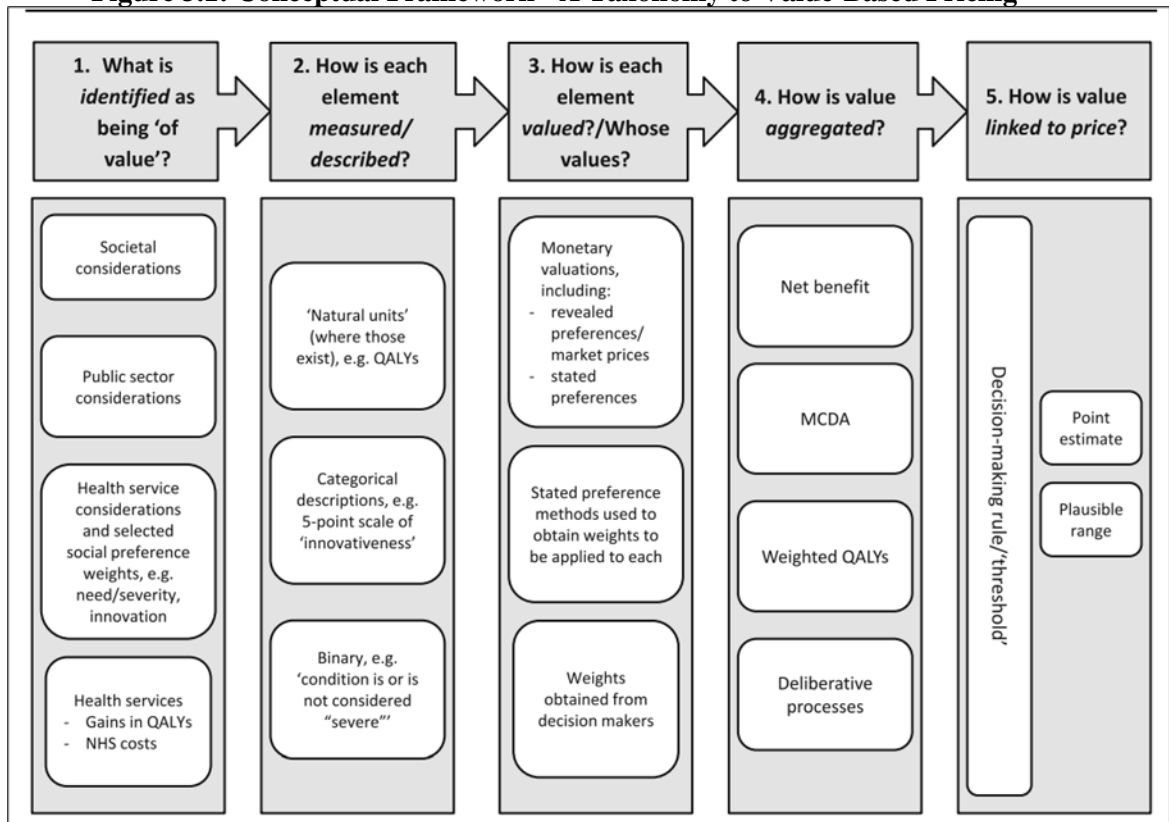 Figure 3.2: Conceptual Framework - A Taxonomy to Value-Based Pricing
1. What is
identified as
being ‘of
value’?
2. How is each
element
measured/
described?
3. How is each
element
valued?/Whose
values?
4. How is value
aggregated?
5. How is value
linked to price?
Societal
considerations
Public sector
considerations
Health service
considerations
and selected
social preference
weights, e.g.
need/severity,
innovation
Health services
- Gains in QALYs
- NHS costs
‘Natural units’
(where those
exist), e.g. QALYs
Categorical
descriptions, e.g.
5-point scale of
‘innovativeness’
Binary, e.g.
‘condition is or is
not considered
“severe”’
Monetary
valuations,
including:
- revealed
preferences/
market prices
- stated
preferences
Stated preference
methods used to
obtain weights to
be applied to each
Weights
obtained from
decision makers
Net benefit
MCDA
Weighted QALYs
Deliberative
processes
Decision-making rule/‘threshold’
Point
estimate
Plausible
range